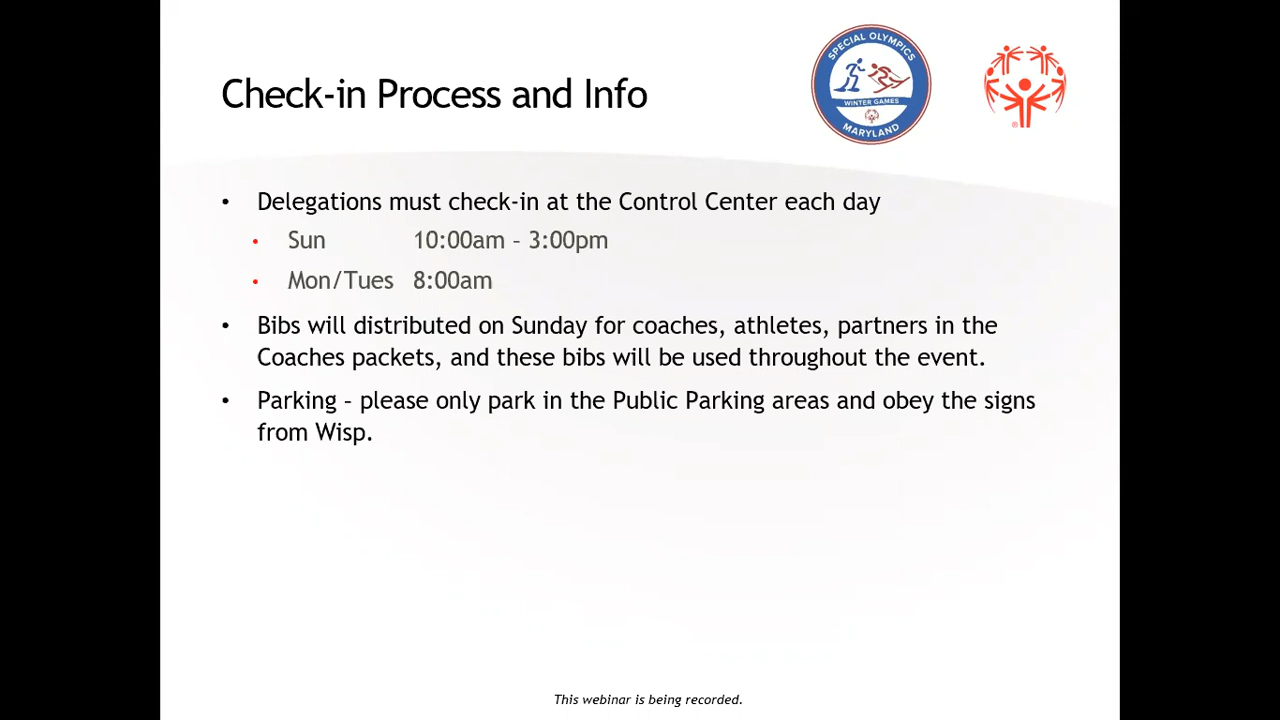 Check-in Process and Info
SPECIAL OLYMPICS
WINTER GAMES
MARYLAND
®
• Delegations must check-in at the Control Center each day
• Sun 10:00am – 3:00pm
• Mon/Tues 8:00am
• Bibs will distributed on Sunday for coaches, athletes, partners in the
Coaches packets, and these bibs will be used throughout the event.
• Parking – please only park in the Public Parking areas and obey the signs
from Wisp.
This webinar is being recorded.